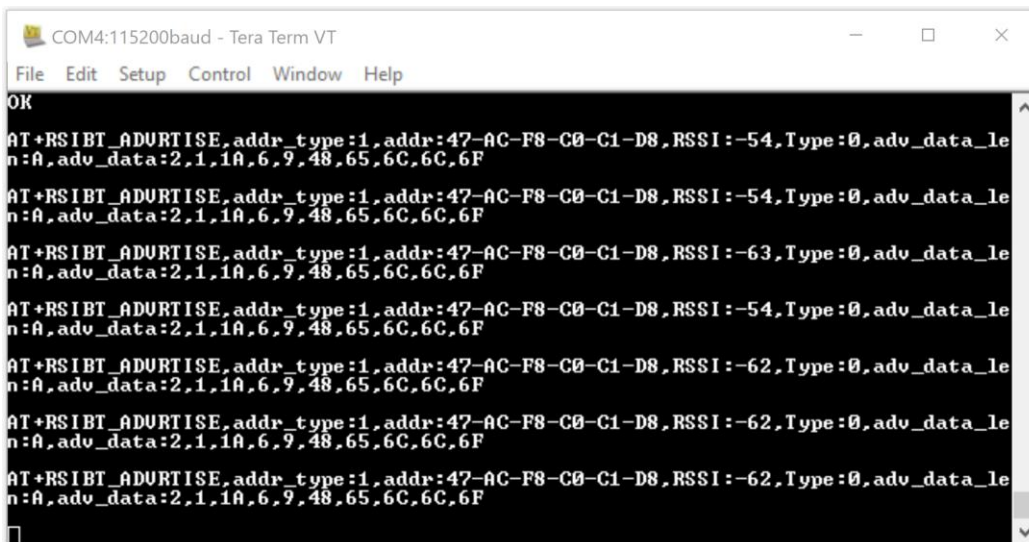 COM4:115200baud - Tera Term VT
File Edit Setup Control Window Help
OK
AT+RSIBT_ADVRTISE,addr_type:1,addr:47-AC-F8-C0-C1-D8,RSSI:-54,Type:0,adv_data_le
n:A,adv_data:2,1,1A,6,9,48,65,6C,6C,6F
AT+RSIBT_ADVRTISE,addr_type:1,addr:47-AC-F8-C0-C1-D8,RSSI:-54,Type:0,adv_data_le
n:A,adv_data:2,1,1A,6,9,48,65,6C,6C,6F
AT+RSIBT_ADVRTISE,addr_type:1,addr:47-AC-F8-C0-C1-D8,RSSI:-63,Type:0,adv_data_le
n:A,adv_data:2,1,1A,6,9,48,65,6C,6C,6F
AT+RSIBT_ADVRTISE,addr_type:1,addr:47-AC-F8-C0-C1-D8,RSSI:-54,Type:0,adv_data_le
n:A,adv_data:2,1,1A,6,9,48,65,6C,6C,6F
AT+RSIBT_ADVRTISE,addr_type:1,addr:47-AC-F8-C0-C1-D8,RSSI:-62,Type:0,adv_data_le
n:A,adv_data:2,1,1A,6,9,48,65,6C,6C,6F
AT+RSIBT_ADVRTISE,addr_type:1,addr:47-AC-F8-C0-C1-D8,RSSI:-62,Type:0,adv_data_le
n:A,adv_data:2,1,1A,6,9,48,65,6C,6C,6F
AT+RSIBT_ADVRTISE,addr_type:1,addr:47-AC-F8-C0-C1-D8,RSSI:-62,Type:0,adv_data_le
n:A,adv_data:2,1,1A,6,9,48,65,6C,6C,6F